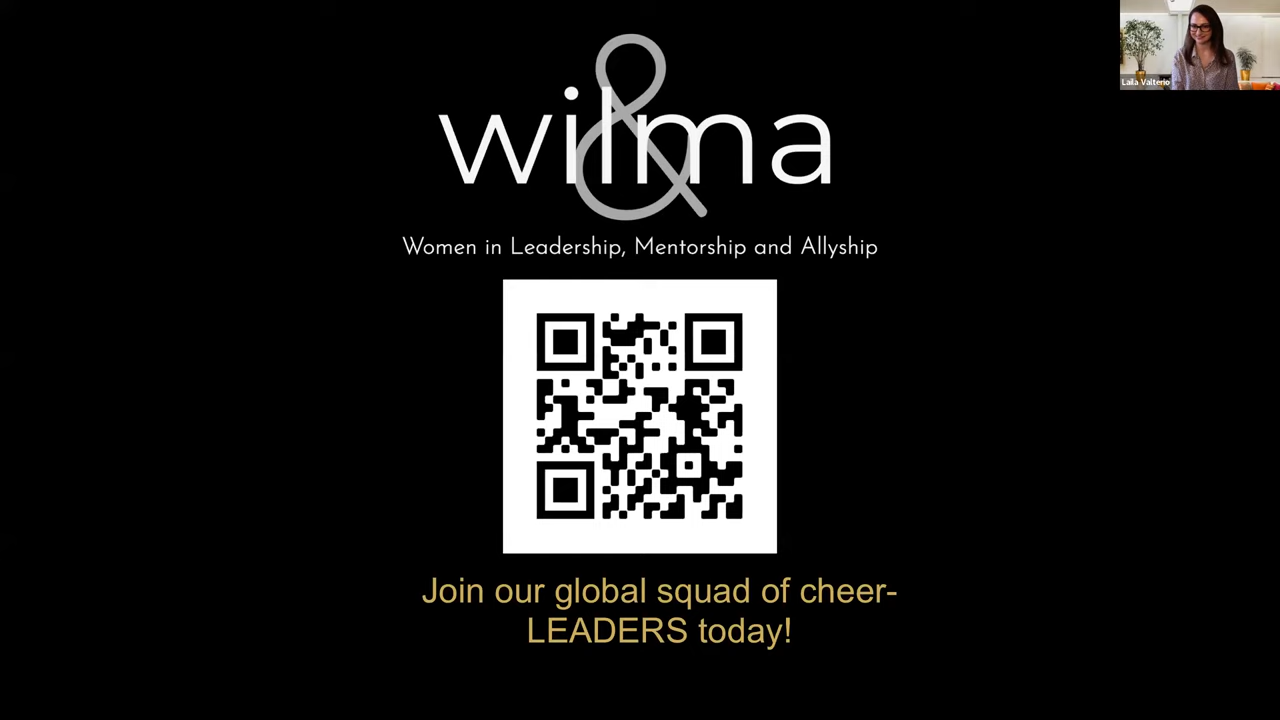 wilma
&
Women in Leadership, Mentorship and Allyship
Join our global squad of cheer-
LEADERS today!
Laila Valterio